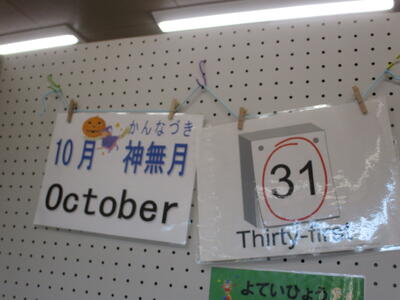 かんなづき
10月 神無月
October
31
Thirty-first
よていひょう